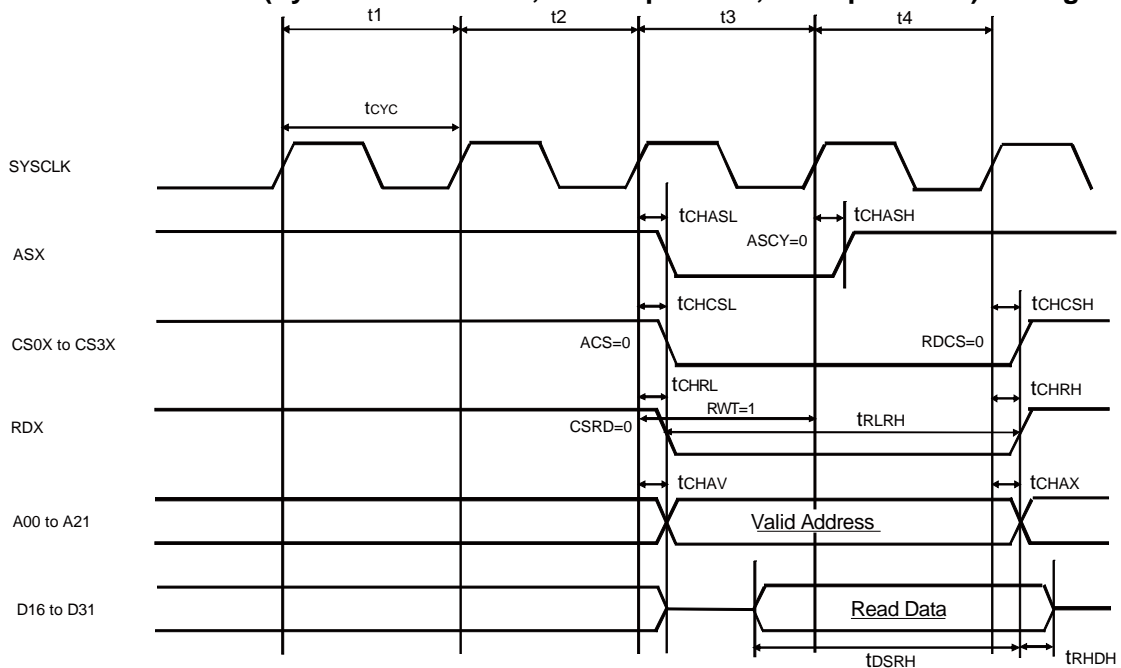 t1 t2 t3 t4
tCYC
SYSCLK
tCHASL tCHASH
ASCY=0
ASX
tCHCSL tCHCSH
ACS=0 RDCS=0
CS0X to CS3X
tCHRL tCHRH
RWT=1
CSRD=0 tRLRH
RDX
tCHAV tCHAX
A00 to A21 Valid Address
D16 to D31 Read Data
tDSRH tRHDH